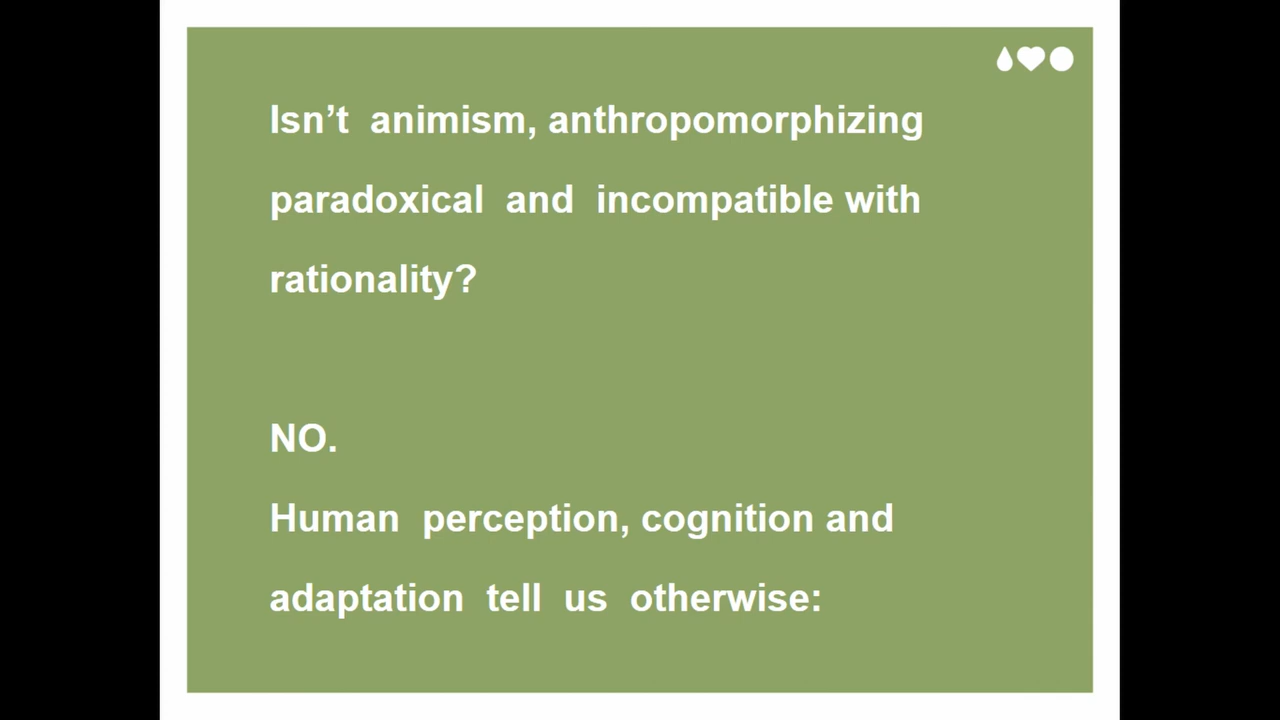 Isn’t animism, anthropomorphizing
paradoxical and incompatible with
rationality?
NO.
Human perception, cognition and
adaptation tell us otherwise: